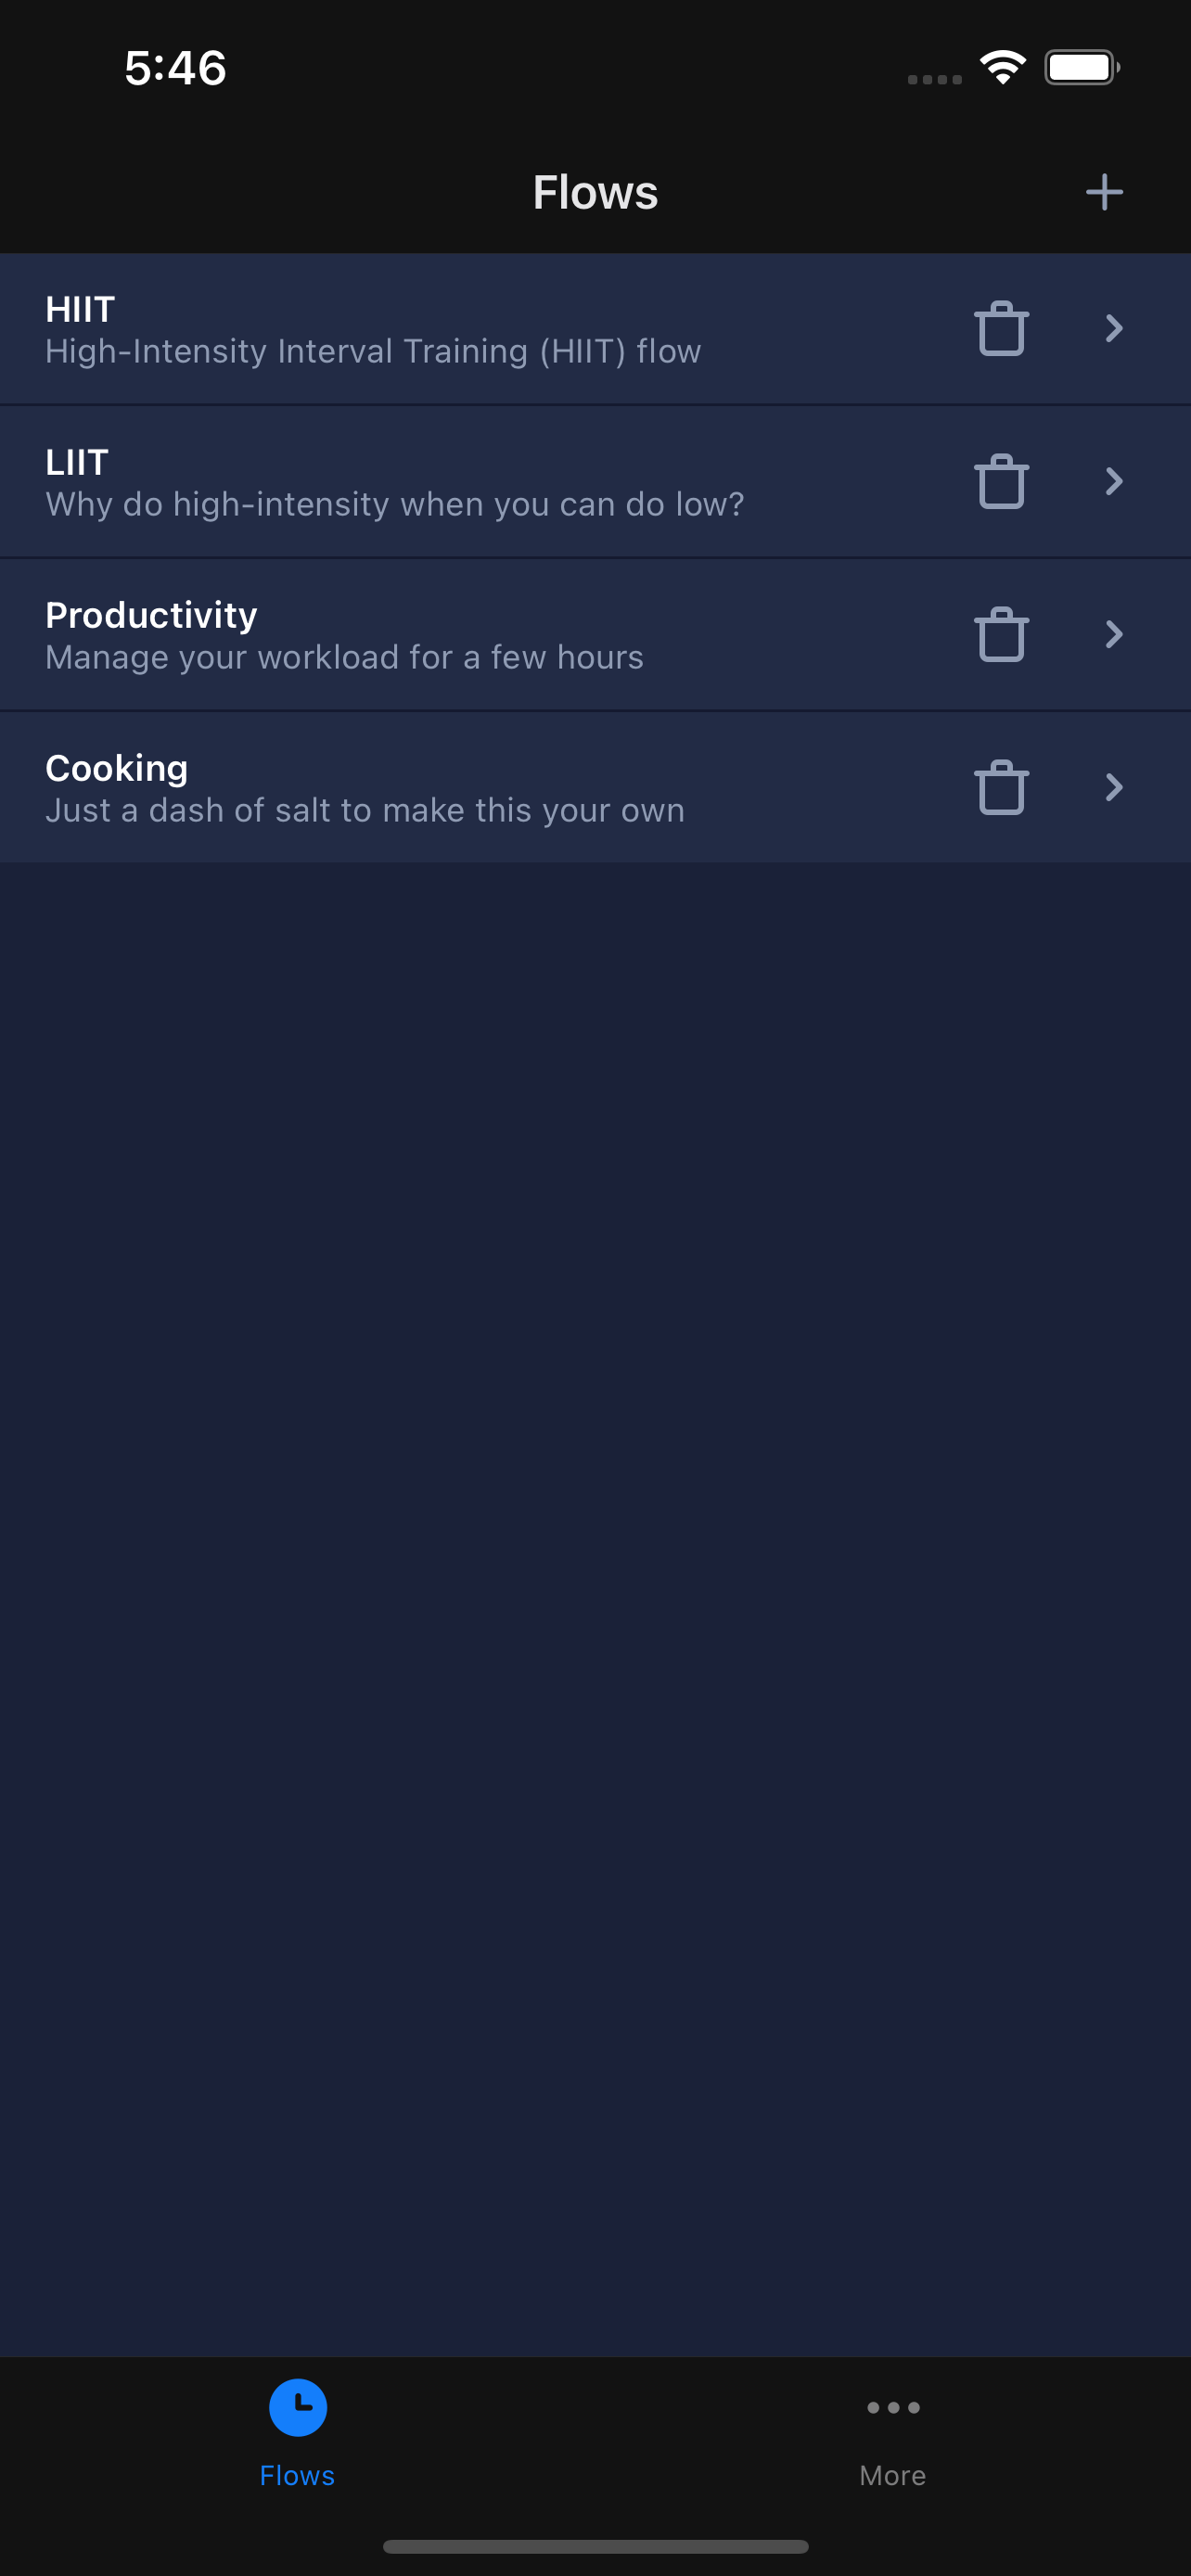 5:46
Flows
HIIT
High-Intensity Interval Training (HIIT) flow
LIIT
Why do high-intensity when you can do low?
Productivity
Manage your workload for a few hours
Cooking
Just a dash of salt to make this your own
Flows
More